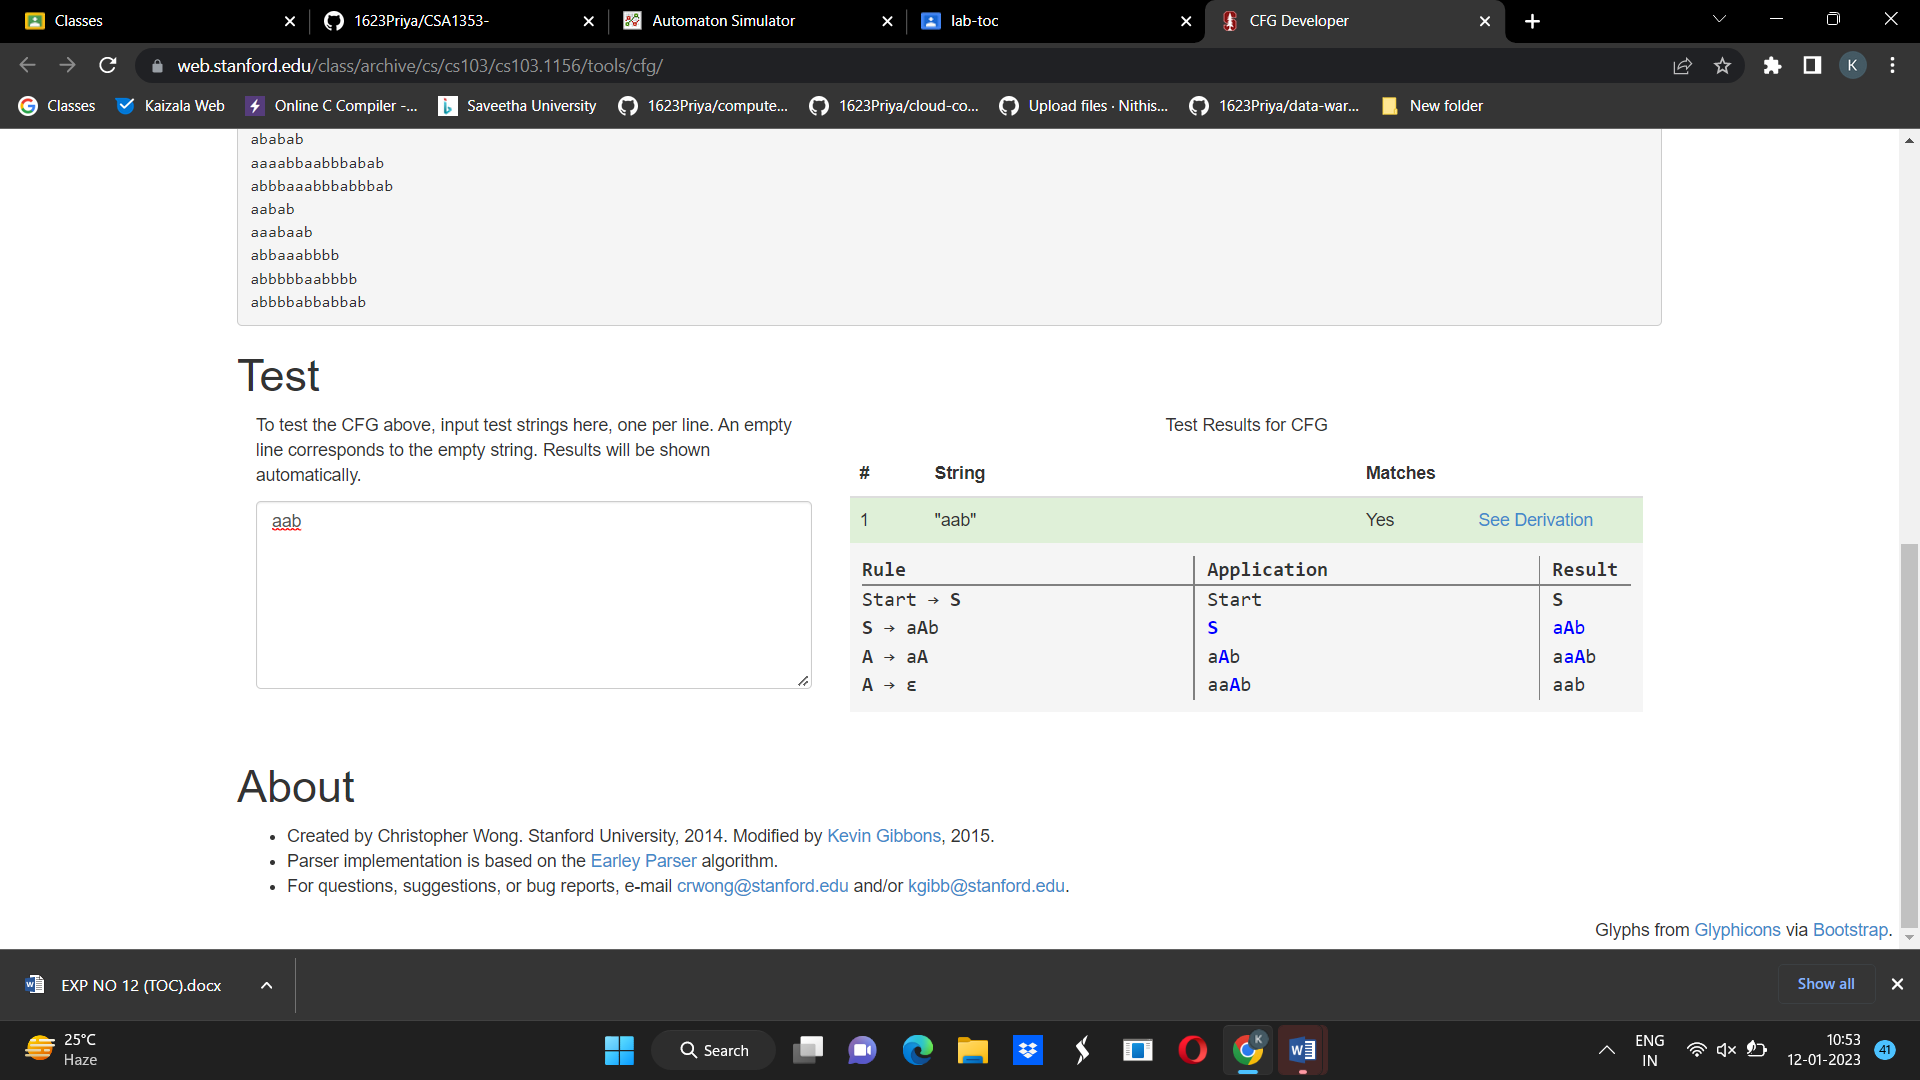 Classes
1623Priya/CSA1353-
Automaton Simulator
lab-toc
CFG Developer
web.stanford.edu/class/archive/cs/cs103/cs103.1156/tools/cfg/
K
Classes
Kaizala Web
Online C Compiler -...
Saveetha University
1623Priya/compute...
1623Priya/cloud-co...
Upload files · Nithis...
1623Priya/data-war...
New folder
ababab
aaaabbaabbbabab
abbbaaabbbabbbab
aabab
aaabaab
abbaaabbbb
abbbbbaabbbb
abbbbabbabbab
Test
To test the CFG above, input test strings here, one per line. An empty
line corresponds to the empty string. Results will be shown
automatically.
aab
Test Results for CFG
# String Matches
1 "aab" Yes See Derivation
Rule Application Result
Start → S Start S
S → aAb S aAb
A → aA aAb aaAb
A → ε aaAb aab
About
• Created by Christopher Wong. Stanford University, 2014. Modified by Kevin Gibbons, 2015.
• Parser implementation is based on the Earley Parser algorithm.
• For questions, suggestions, or bug reports, e-mail crwong@stanford.edu and/or kgibb@stanford.edu.
Glyphs from Glyphicons via Bootstrap.
EXP NO 12 (TOC).docx
Show all
25°C
Haze
Search
ENG
IN
10:53
12-01-2023
41